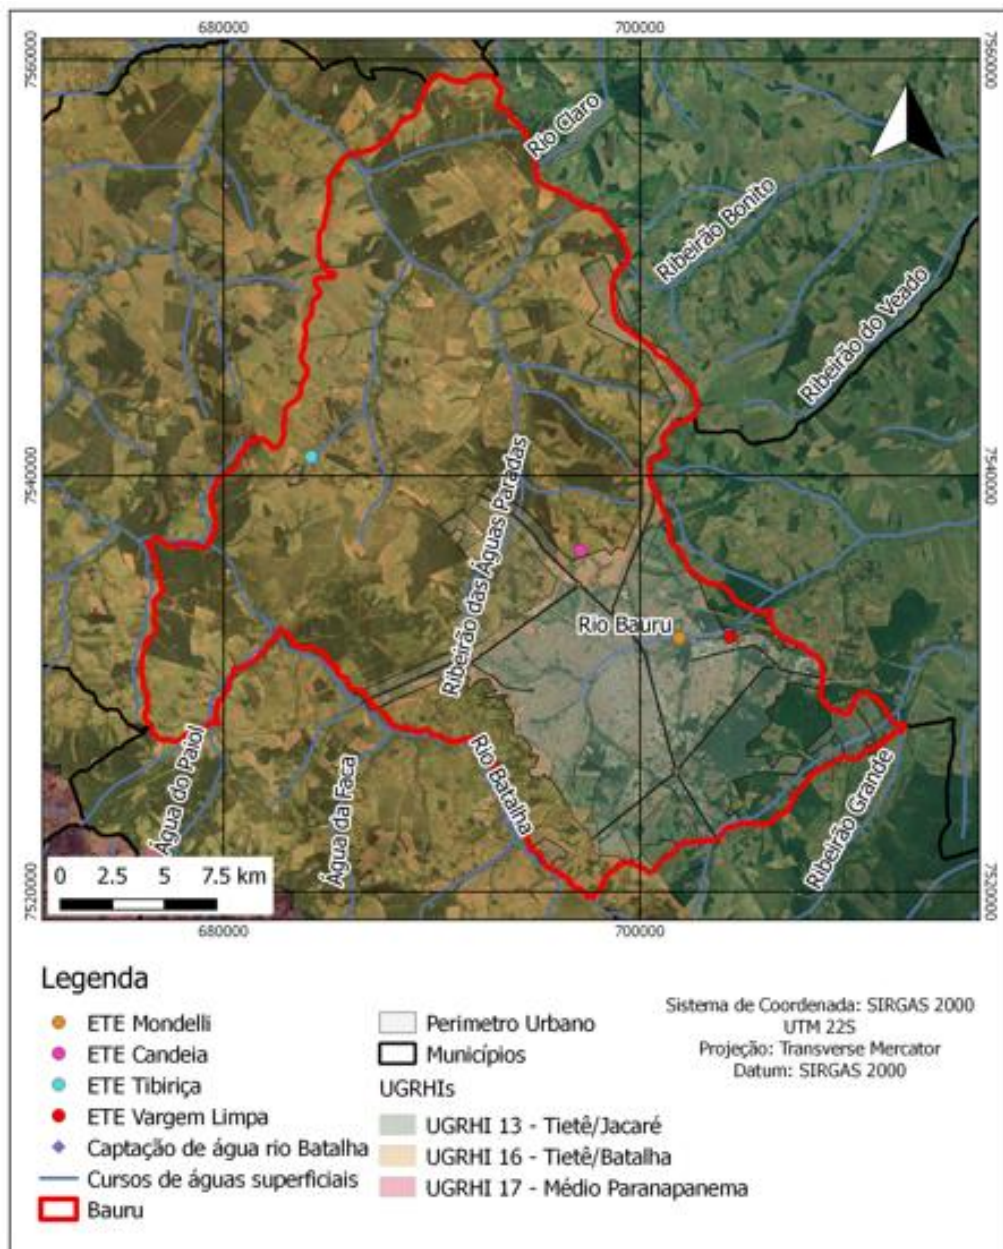 680000
700000
7560000
7560000
Rio Claro
Ribeirão Bonito
Ribeirão do Veado
7540000
7540000
Ribeirão das Águas Paradas
Rio Bauru
Água do Paiol
Água da Faca
Rio Batalha
Ribeirão Grande
0 2.5 5 7.5 km
7520000
7520000
680000
700000
Legenda
ETE Mondelli
ETE Candeia
ETE Tibiriça
ETE Vargem Limpa
Captação de água rio Batalha
Cursos de águas superficiais
Bauru
Perimetro Urbano
Municípios
UGRHIs
UGRHI 13 - Tietê/Jacaré
UGRHI 16 - Tietê/Batalha
UGRHI 17 - Médio Paranapanema
Sistema de Coordenada: SIRGAS 2000
UTM 22S
Projeção: Transverse Mercator
Datum: SIRGAS 2000